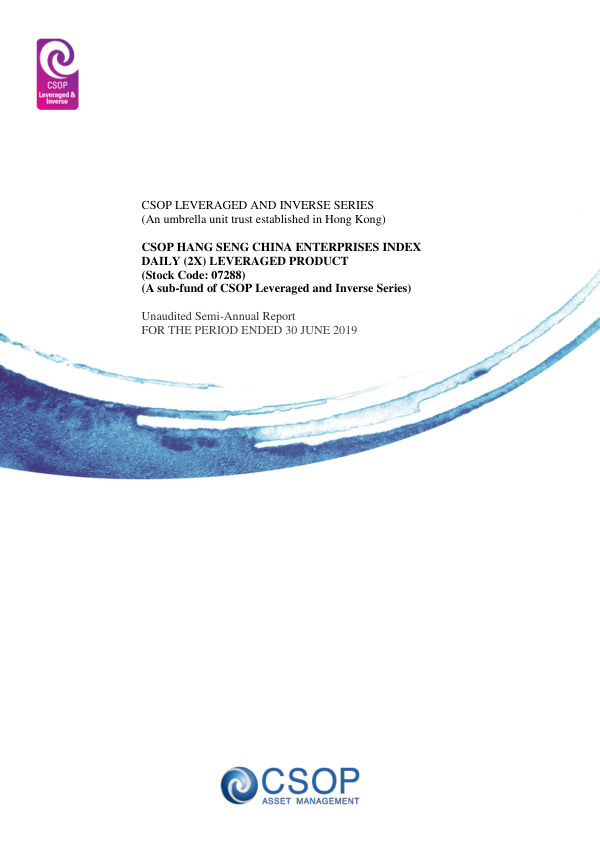 CSOP
Leveraged &
Inverse
CSOP LEVERAGED AND INVERSE SERIES
(An umbrella unit trust established in Hong Kong)
CSOP HANG SENG CHINA ENTERPRISES INDEX
DAILY (2X) LEVERAGED PRODUCT
(Stock Code: 07288)
(A sub-fund of CSOP Leveraged and Inverse Series)
Unaudited Semi-Annual Report
FOR THE PERIOD ENDED 30 JUNE 2019
CSOP
ASSET MANAGEMENT